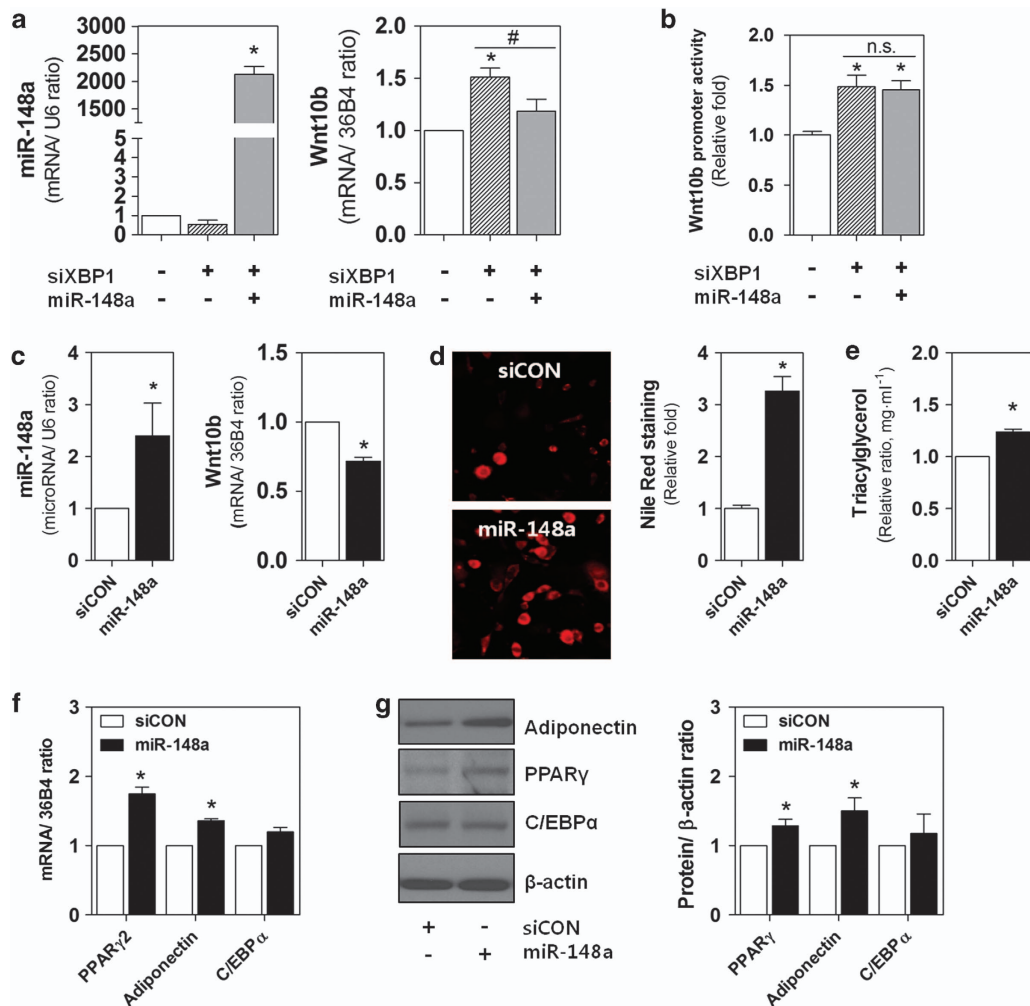 a
miR-148a
(mRNA/ U6 ratio)
3000
2500
2000
1500
1000
5
4
3
2
1
0
*
siXBP1 - + +
miR-148a - - +
Wnt10b
(mRNA/ 36B4 ratio)
2.0
1.5
1.0
0.5
0.0
#
*
siXBP1 - + +
miR-148a - - +
b
Wnt10b promoter activity
(Relative fold)
2.0
1.5
1.0
0.5
0.0
n.s.
* *
siXBP1 - + +
miR-148a - - +
c
miR-148a
(microRNA/ U6 ratio)
4
3
2
1
0
*
siCON
miR-148a
Wnt10b
(mRNA/ 36B4 ratio)
1.5
1.0
0.5
0.0
*
siCON
miR-148a
d
siCON
miR-148a
Nile Red staining
(Relative fold)
4
3
2
1
0
*
siCON
miR-148a
e
Triacylglycerol
(Relative ratio, mg·ml⁻¹)
2.0
1.5
1.0
0.5
0.0
*
siCON
miR-148a
f
mRNA/ 36B4 ratio
3
2
1
0
siCON
miR-148a
* *
PPARγ2
Adiponectin
C/EBPα
g
Adiponectin
PPARγ
C/EBPα
β-actin
+ - siCON
- + miR-148a
Protein/ β-actin ratio
3
2
1
0
siCON
miR-148a
* *
PPARγ
Adiponectin
C/EBPα